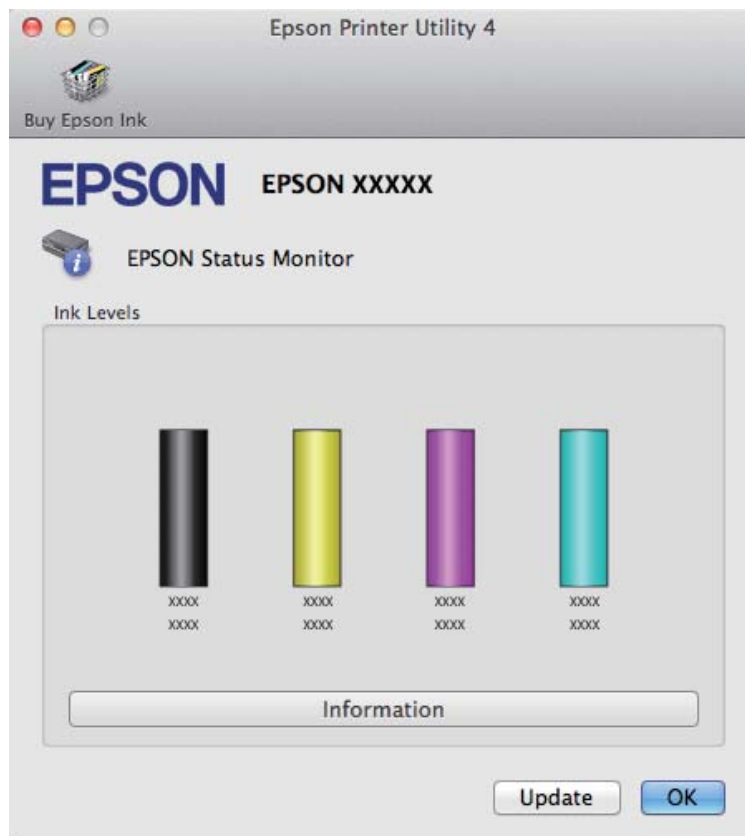 Epson Printer Utility 4
Buy Epson Ink
EPSON EPSON XXXXX
EPSON Status Monitor
Ink Levels
XXXX XXXX XXXX XXXX
XXXX XXXX XXXX XXXX
Information
Update OK